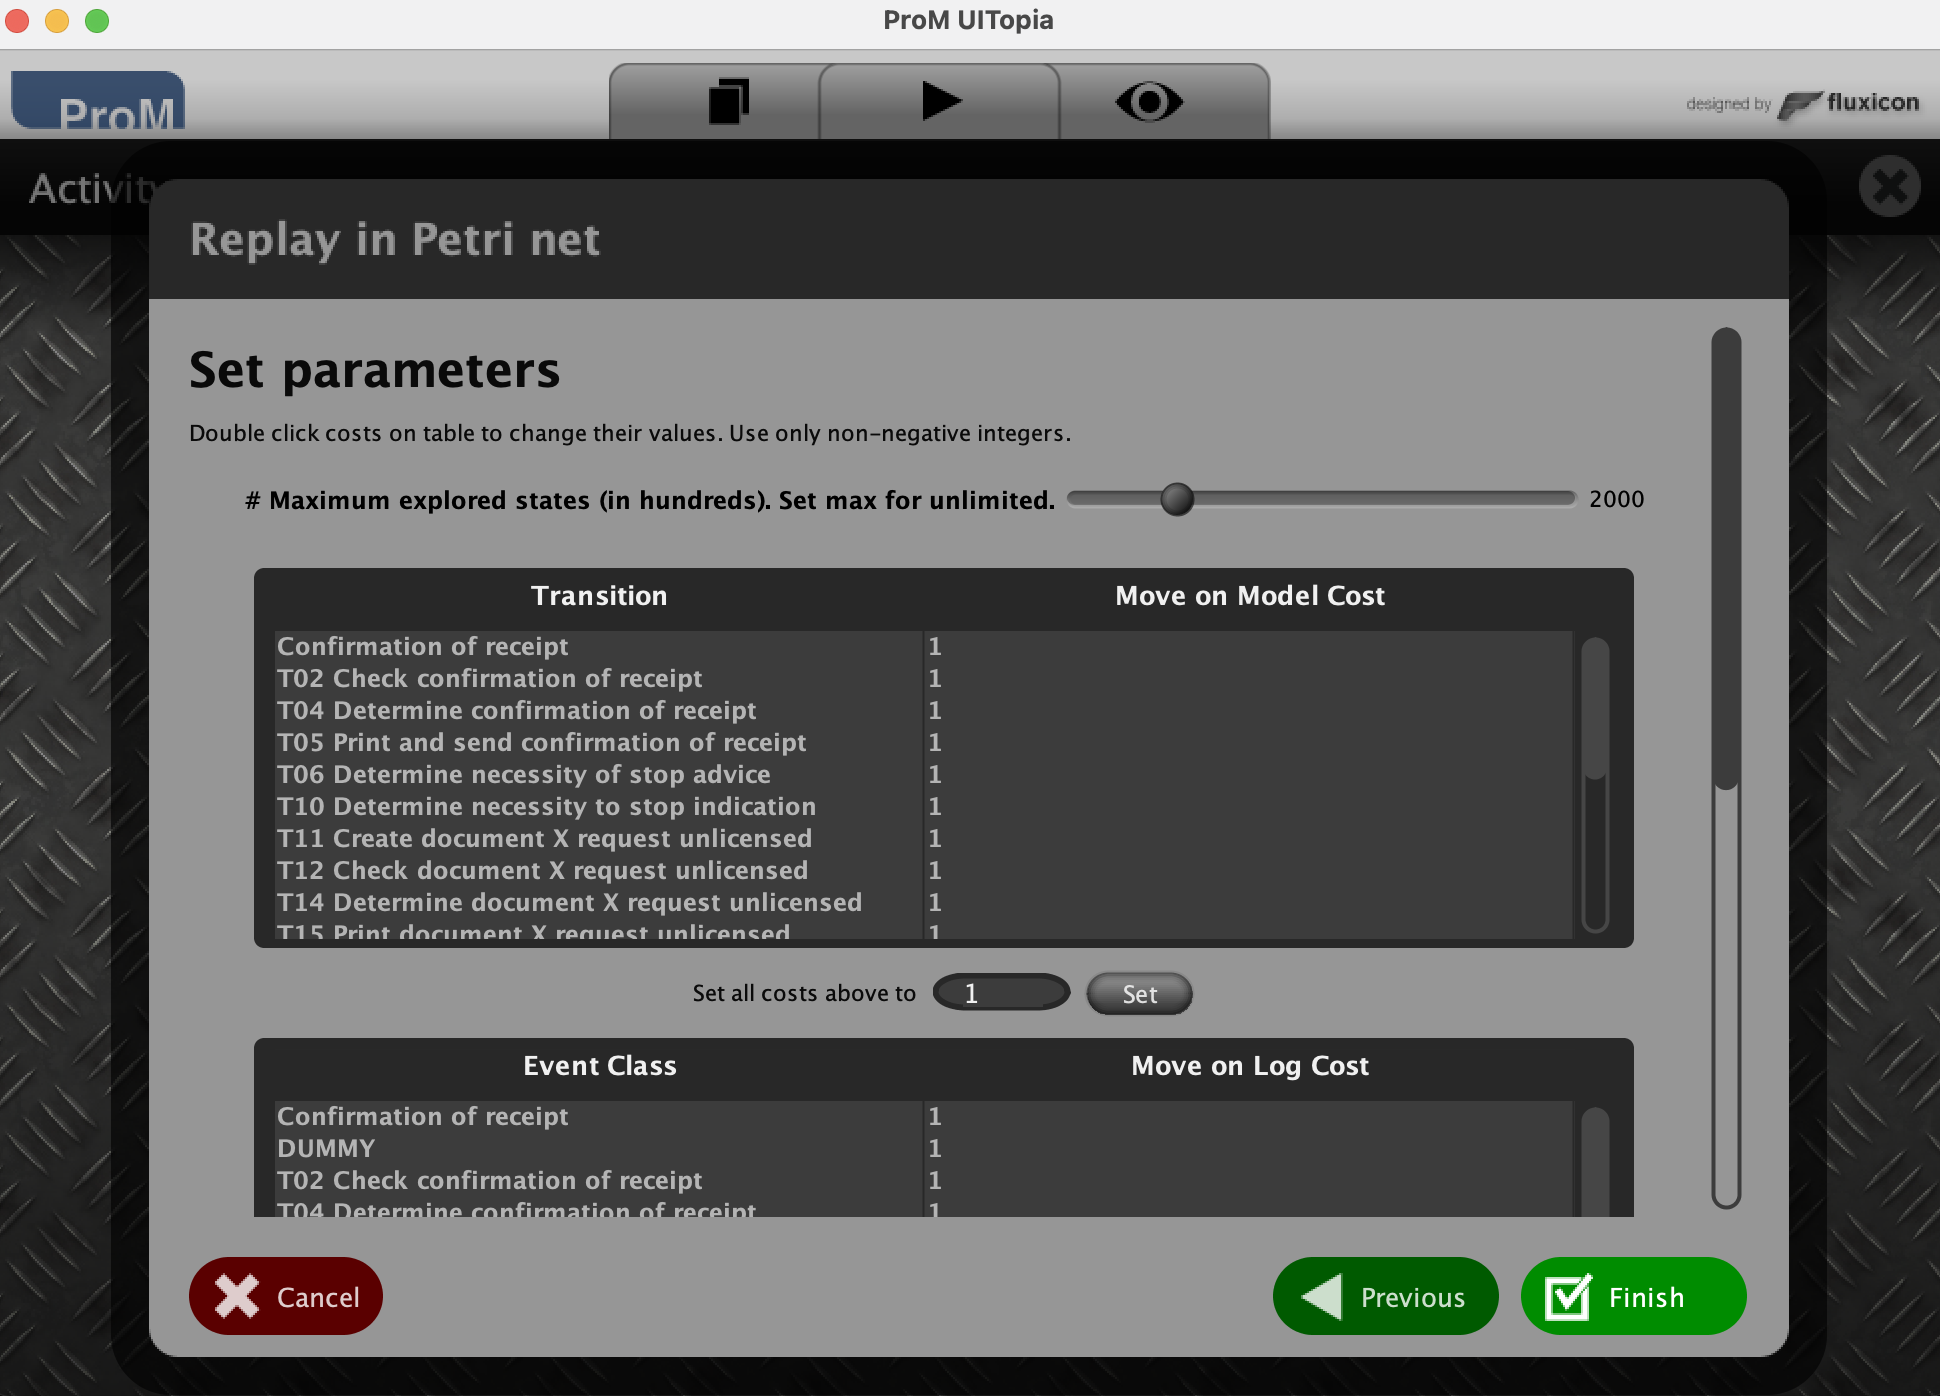 ProM UITopia
ProM
designed by fluxicon
Activity
Replay in Petri net
Set parameters
Double click costs on table to change their values. Use only non-negative integers.
# Maximum explored states (in hundreds). Set max for unlimited. 2000
Transition Move on Model Cost
Confirmation of receipt 1
T02 Check confirmation of receipt 1
T04 Determine confirmation of receipt 1
T05 Print and send confirmation of receipt 1
T06 Determine necessity of stop advice 1
T10 Determine necessity to stop indication 1
T11 Create document X request unlicensed 1
T12 Check document X request unlicensed 1
T14 Determine document X request unlicensed 1
T15 Print document X request unlicensed 1
Set all costs above to 1 Set
Event Class Move on Log Cost
Confirmation of receipt 1
DUMMY 1
T02 Check confirmation of receipt 1
T04 Determine confirmation of receipt 1
Cancel Previous Finish